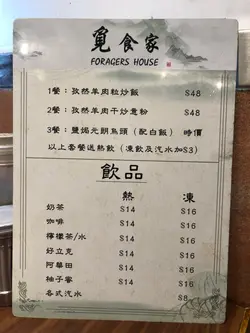 覓食家
FORAGERS HOUSE
1餐：孜然羊肉粒炒飯 $48
2餐：孜然羊肉干炒意粉 $48
3餐：鹽焗元朗烏頭（配白飯） 時價
以上套餐送熱飲（凍飲及汽水加$3）
飲品
熱 凍
奶茶 $14 $16
咖啡 $14 $16
檸檬茶/水 $14 $16
好立克 $14 $16
阿華田 $14 $16
柚子蜜 $14 $16
各式汽水 $8